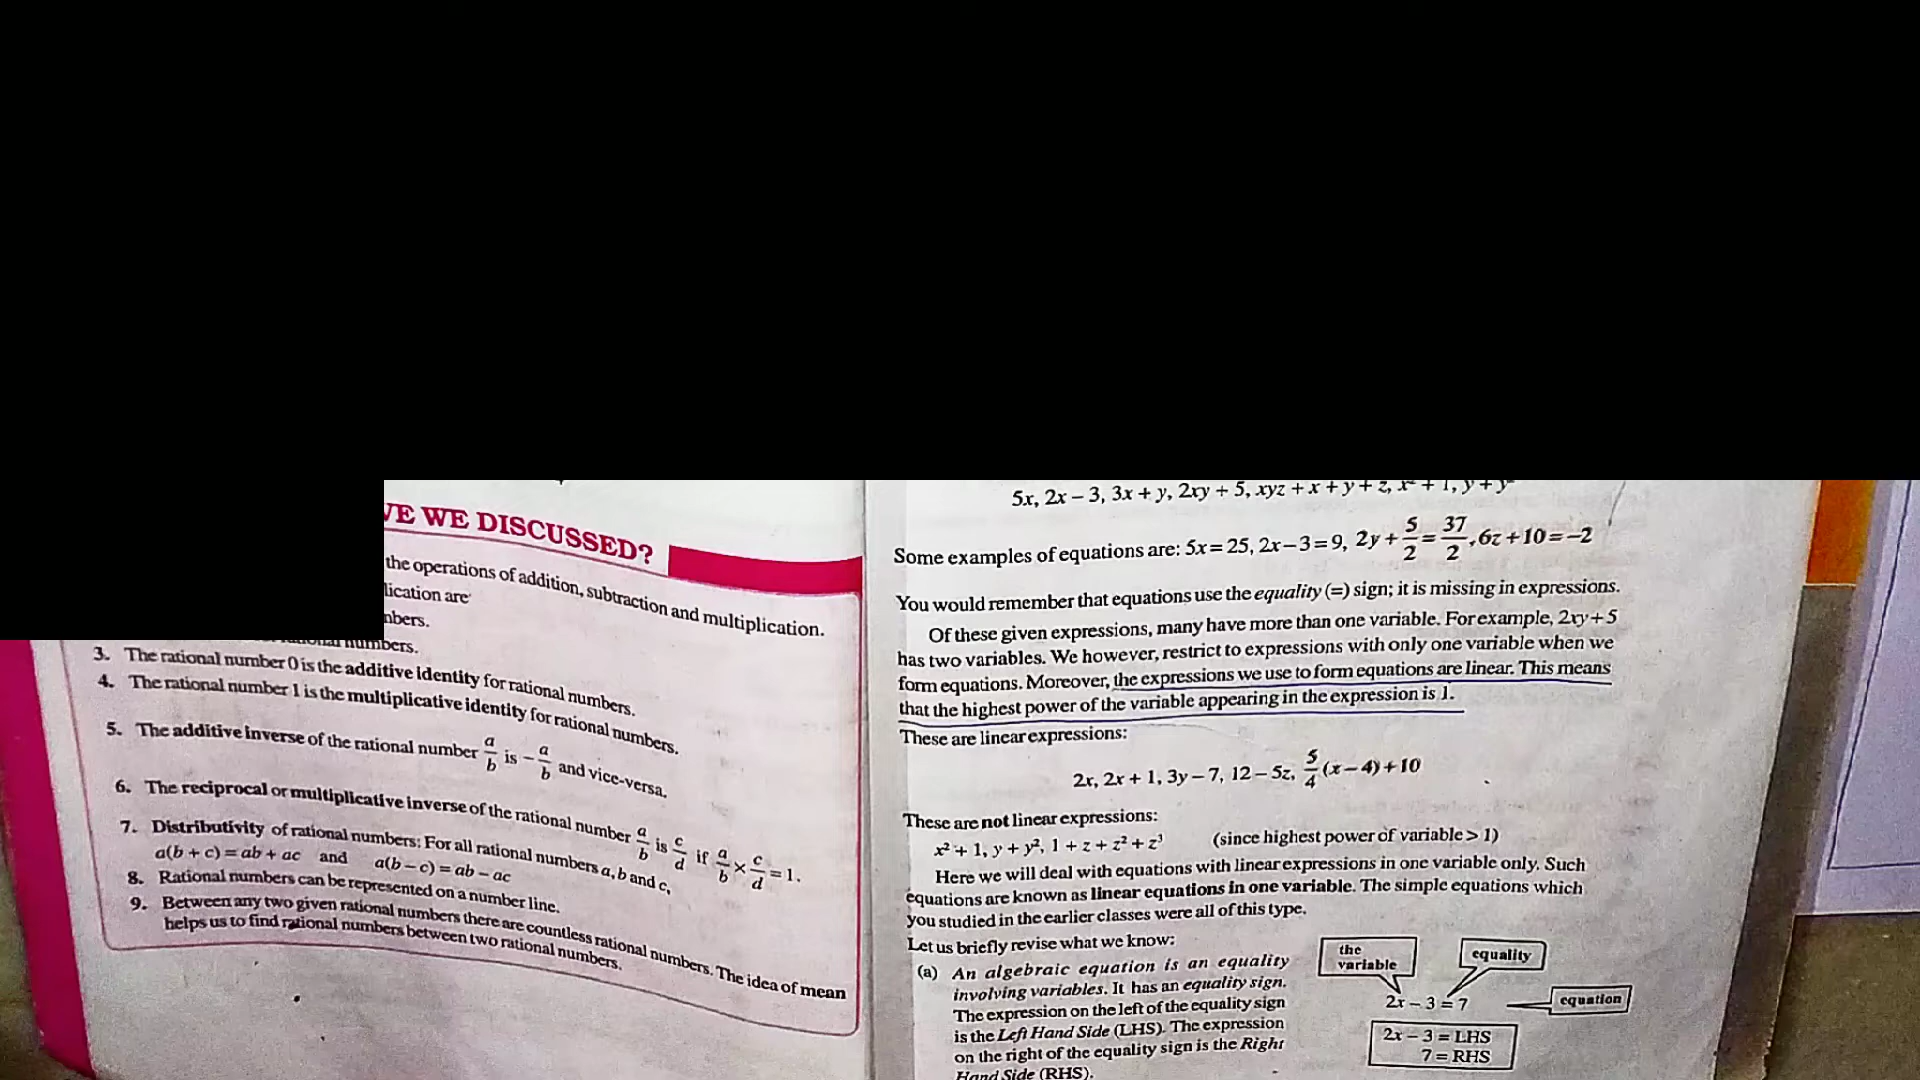 VE WE DISCUSSED?
the operations of addition, subtraction and multiplication.
lication are
nbers.
numbers.
3. The rational number 0 is the additive identity for rational numbers.
4. The rational number 1 is the multiplicative identity for rational numbers.
5. The additive inverse of the rational number a/b is -a/b and vice-versa.
6. The reciprocal or multiplicative inverse of the rational number a/b is c/d if a/b × c/d = 1.
7. Distributivity of rational numbers: For all rational numbers a, b and c,
a(b + c) = ab + ac and a(b – c) = ab – ac
8. Rational numbers can be represented on a number line.
9. Between any two given rational numbers there are countless rational numbers. The idea of mean
helps us to find rational numbers between two rational numbers.
5x, 2x – 3, 3x + y, 2xy + 5, xyz + x + y + z, x² + 1, y + y²
Some examples of equations are: 5x = 25, 2x – 3 = 9, 2y + 5/2 = 37/2, 6z + 10 = –2
You would remember that equations use the equality (=) sign; it is missing in expressions.
Of these given expressions, many have more than one variable. For example, 2xy + 5
has two variables. We however, restrict to expressions with only one variable when we
form equations. Moreover, the expressions we use to form equations are linear. This means
that the highest power of the variable appearing in the expression is 1.
These are linear expressions:
2x, 2x + 1, 3y – 7, 12 – 5z, 5/4 (x – 4) + 10
These are not linear expressions:
x² + 1, y + y², 1 + z + z² + z³ (since highest power of variable > 1)
Here we will deal with equations with linear expressions in one variable only. Such
equations are known as linear equations in one variable. The simple equations which
you studied in the earlier classes were all of this type.
Let us briefly revise what we know:
(a) An algebraic equation is an equality
involving variables. It has an equality sign.
The expression on the left of the equality sign
is the Left Hand Side (LHS). The expression
on the right of the equality sign is the Right
Hand Side (RHS).
the
variable
equality
2x – 3 = 7
equation
2x – 3 = LHS
7 = RHS